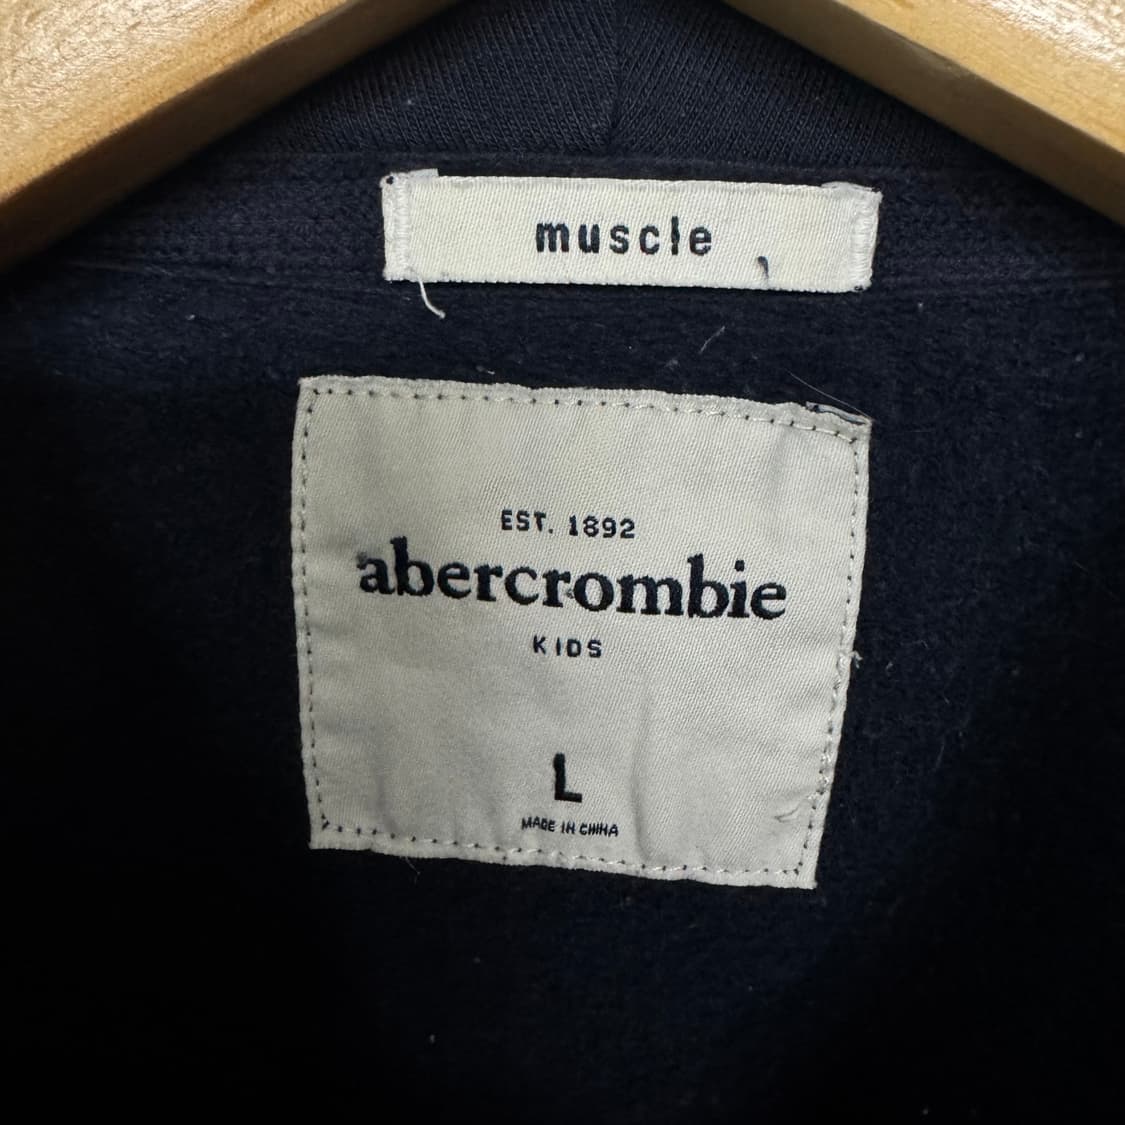 muscle
EST. 1892
abercrombie
KIDS
L
MADE IN CHINA